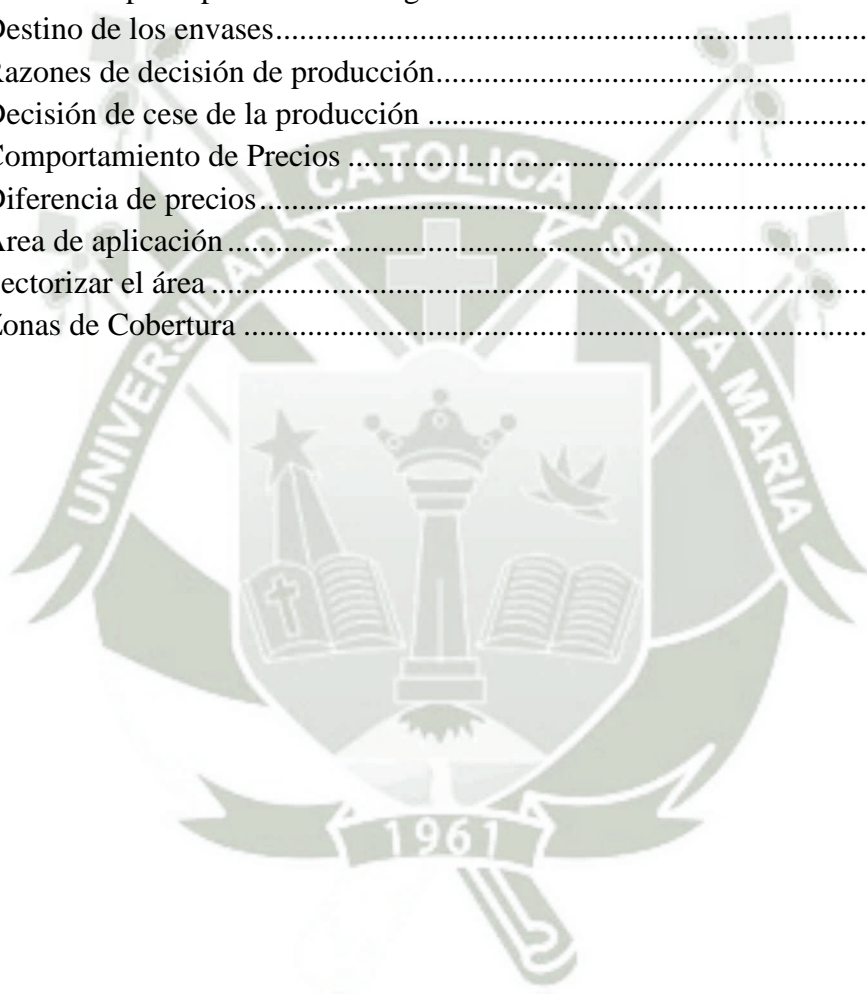 Destino de los envases........................................................................
Razones de decisión de producción....................................................
Decisión de cese de la producción .....................................................
Comportamiento de Precios ...............................................................
Diferencia de precios..........................................................................
Área de aplicación..............................................................................
ectorizar el área ................................................................................
Zonas de Cobertura ............................................................................
UNIVERSIDAD CATOLICA SANTA MARIA
1961